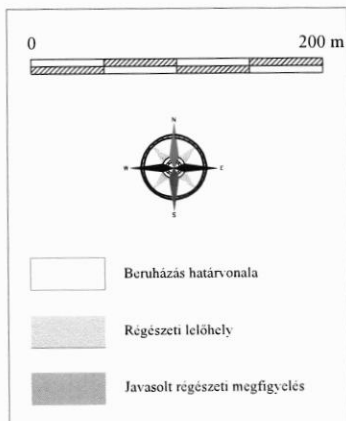 0 200 m
N
W E
S
Beruházás határvonala
Régészeti lelőhely
Javasolt régészeti megfigyelés